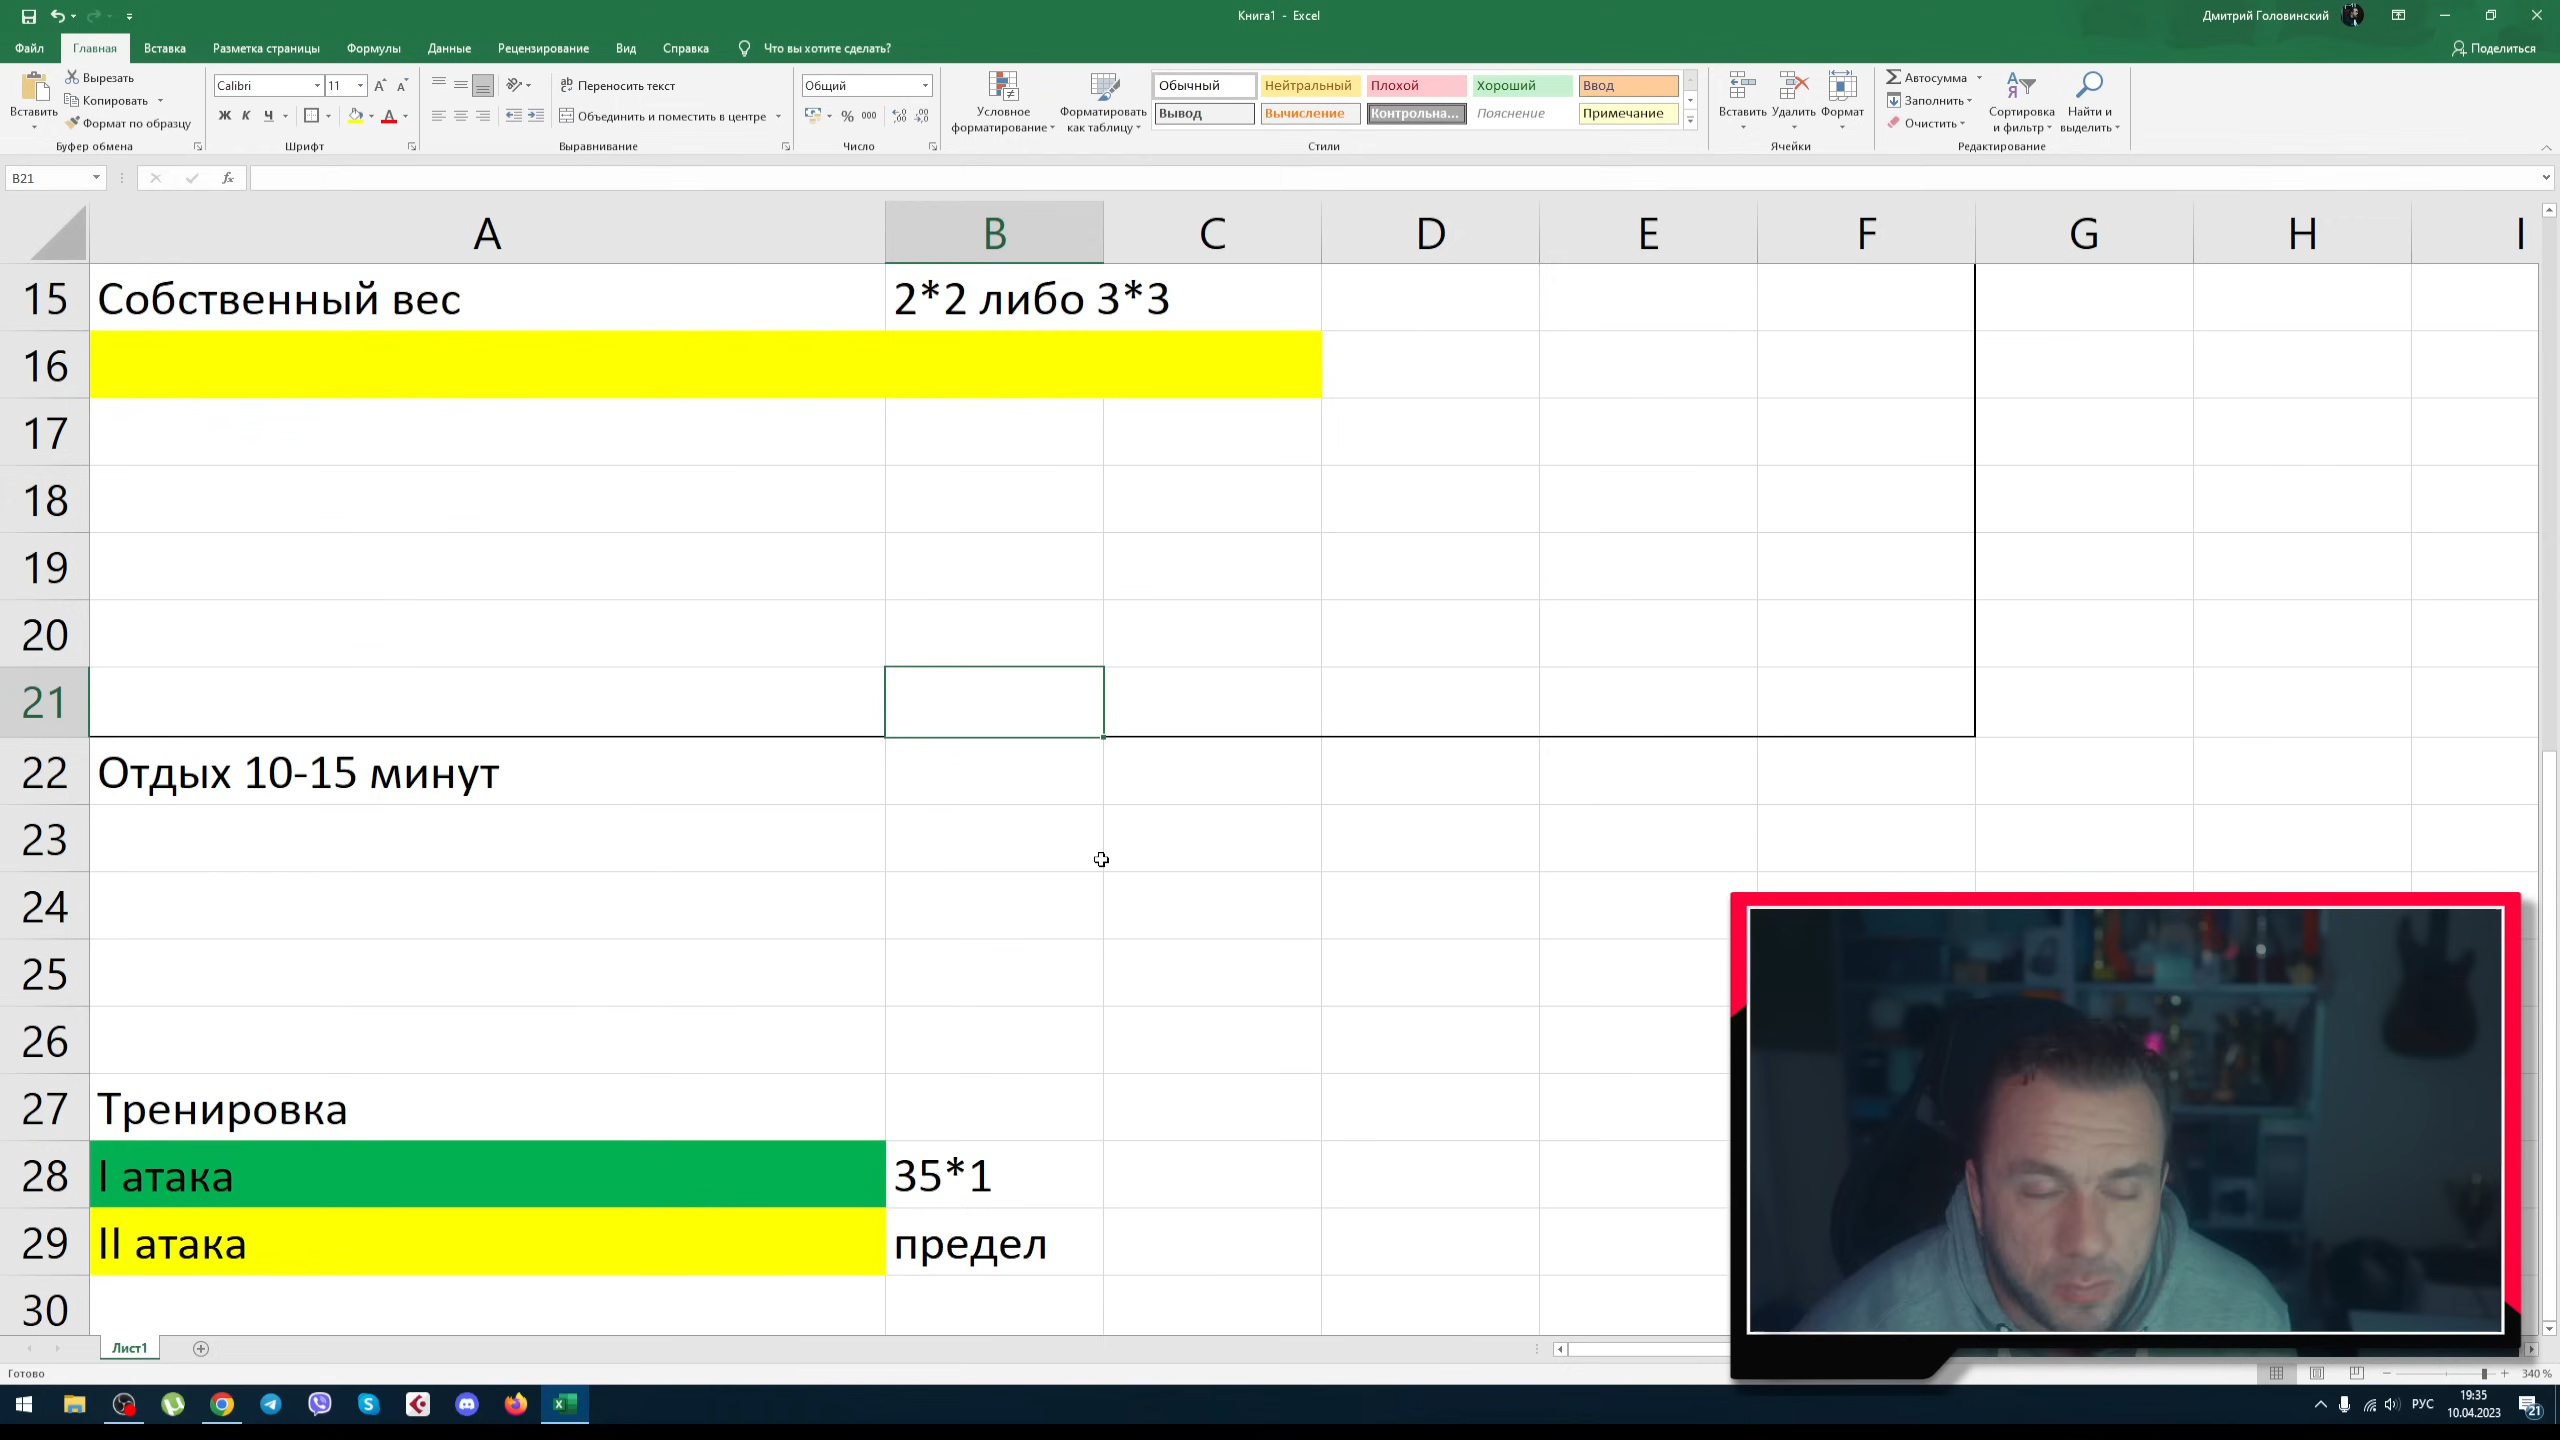 Книга1 - Excel
Дмитрий Головинский
Файл
Главная
Вставка
Разметка страницы
Формулы
Данные
Рецензирование
Вид
Справка
Что вы хотите сделать?
Поделиться
Вставить
Вырезать
Копировать
Формат по образцу
Буфер обмена
Calibri
11
Ж К Ч
Шрифт
Переносить текст
Объединить и поместить в центре
Выравнивание
Общий
% 000
Число
Условное форматирование
Форматировать как таблицу
Обычный
Нейтральный
Плохой
Хороший
Ввод
Вывод
Вычисление
Контрольна...
Пояснение
Примечание
Стили
Вставить
Удалить
Формат
Ячейки
Автосумма
Заполнить
Очистить
Сортировка и фильтр
Найти и выделить
Редактирование
B21
fx
A B C D E F G H I
15 Собственный вес 2*2 либо 3*3
16
17
18
19
20
21
22 Отдых 10-15 минут
23
24
25
26
27 Тренировка
28 I атака 35*1
29 II атака предел
30
Лист1
Готово
340 %
РУС
19:35
10.04.2023
21